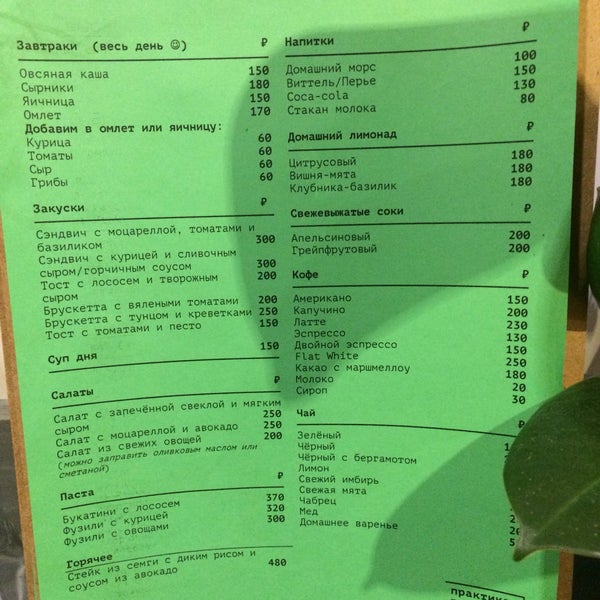 Завтраки (весь день ☺) ₽
Овсяная каша 150
Сырники 180
Яичница 150
Омлет 170
Добавим в омлет или яичницу:
Курица 60
Томаты 60
Сыр 60
Грибы 60
Закуски ₽
Сэндвич с моцареллой, томатами и
базиликом 300
Сэндвич с курицей и сливочным
сыром/горчичным соусом 300
Тост с лососем и творожным 200
сыром
Брускетта с вялеными томатами 200
Брускетта с тунцом и креветками 250
Тост с томатами и песто 150
Суп дня 150
Салаты ₽
Салат с запечённой свеклой и мягким
сыром 250
Салат с моцареллой и авокадо 250
Салат из свежих овощей 200
(можно заправить оливковым маслом или
сметаной)
Паста ₽
Букатини с лососем 370
Фузили с курицей 320
Фузили с овощами 300
Горячее
Стейк из семги с диким рисом и
соусом из авокадо 480
Напитки ₽
Домашний морс 100
Виттель/Перье 150
Coca-cola 130
Стакан молока 80
Домашний лимонад ₽
Цитрусовый 180
Вишня-мята 180
Клубника-базилик 180
Свежевыжатые соки ₽
Апельсиновый 200
Грейпфрутовый 200
Кофе ₽
Американо 150
Капучино 200
Латте 230
Эспрессо 130
Двойной эспрессо 150
Flat White 250
Какао с маршмеллоу 180
Молоко 20
Сироп 30
Чай
Зелёный
Чёрный
Чёрный с бергамотом
Лимон
Свежий имбирь
Свежая мята
Чабрец
Мед
Домашнее варенье